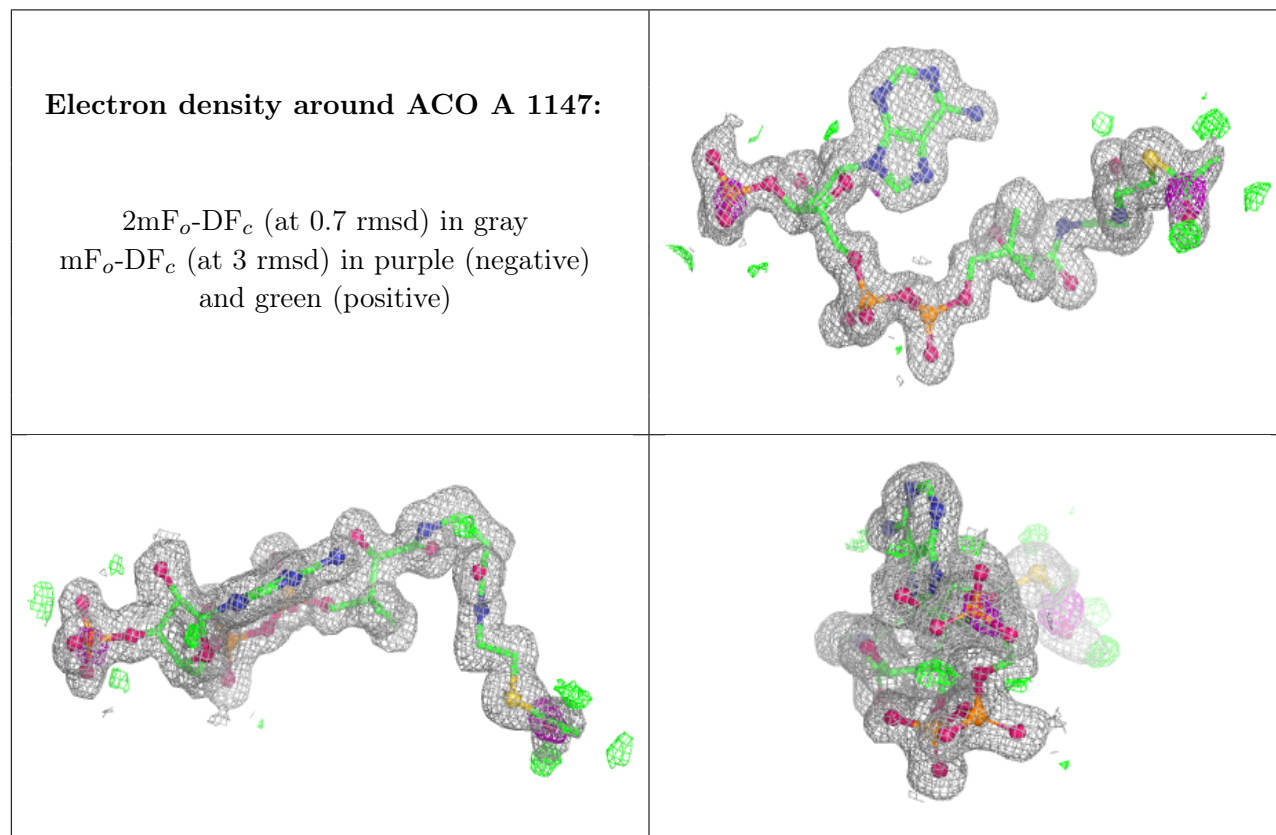 Electron density around ACO A 1147:
2mFo-DFc (at 0.7 rmsd) in gray
mFo-DFc (at 3 rmsd) in purple (negative)
and green (positive)